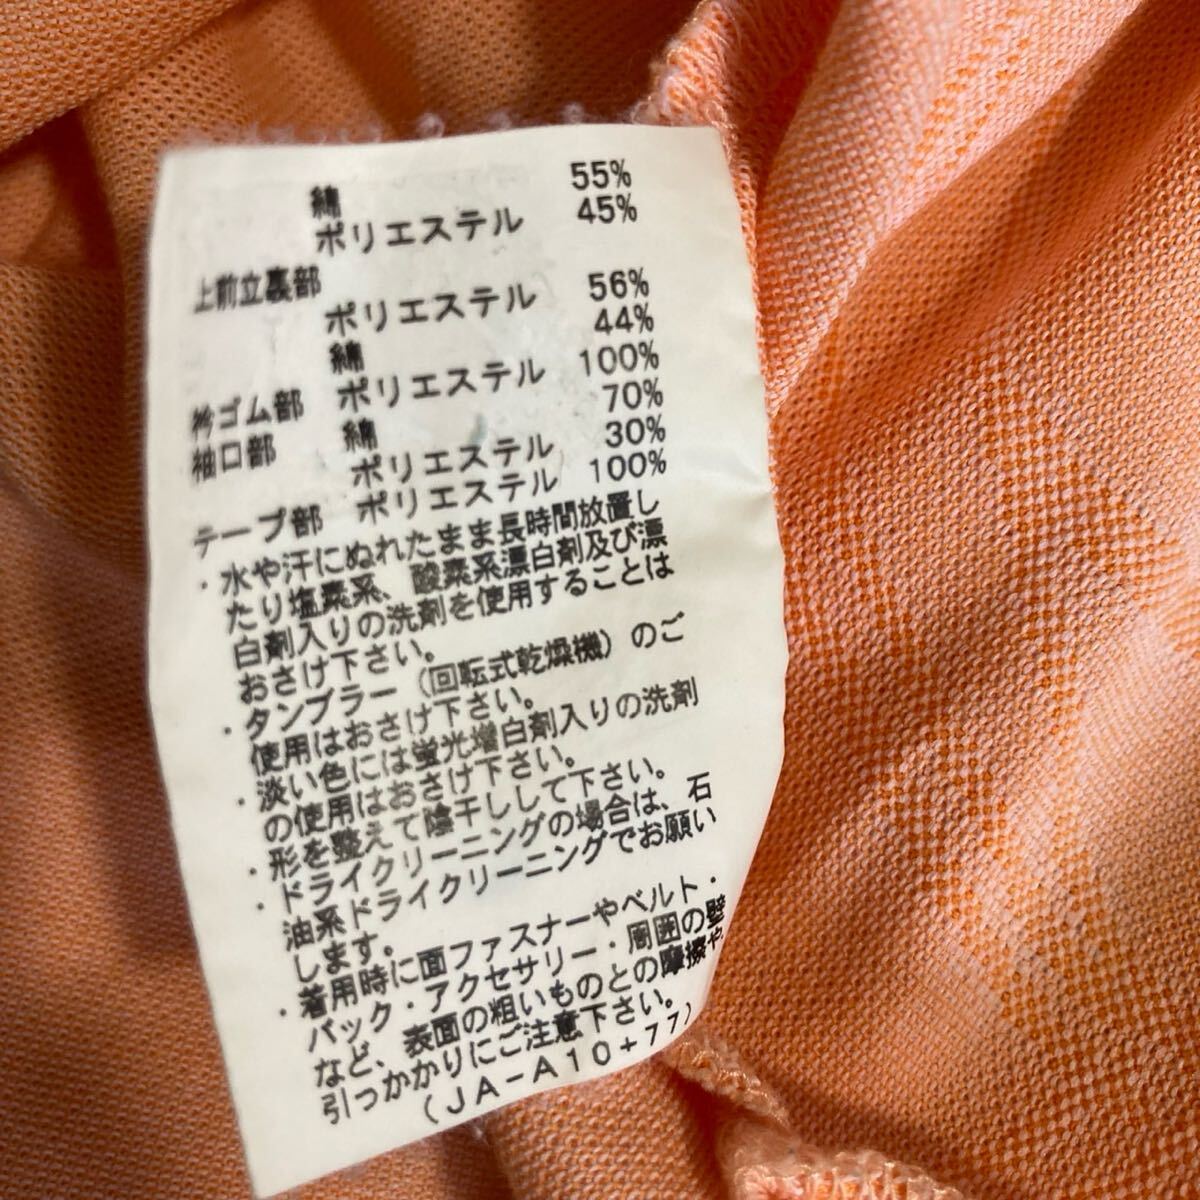 綿 55%
ポリエステル 45%
上前立裏部
ポリエステル 56%
綿 44%
衿ゴム部 ポリエステル 100%
袖口部 綿 70%
ポリエステル 30%
テープ部 ポリエステル 100%
・水や汗にぬれたまま長時間放置し
たり塩素系、酸素系漂白剤及び漂
白剤入りの洗剤を使用することは
おさけ下さい。
・タンブラー（回転式乾燥機）のご
使用はおさけ下さい。
・淡い色には蛍光増白剤入りの洗剤
の使用はおさけ下さい。
・形を整えて陰干しして下さい。
・ドライクリーニングの場合は、石
油系ドライクリーニングでお願い
します。
・着用時に面ファスナーやベルト・
バック・アクセサリー・周囲の壁
など、表面の粗いものとの摩擦や
引っかかりにご注意下さい。
(JA-A10+77)